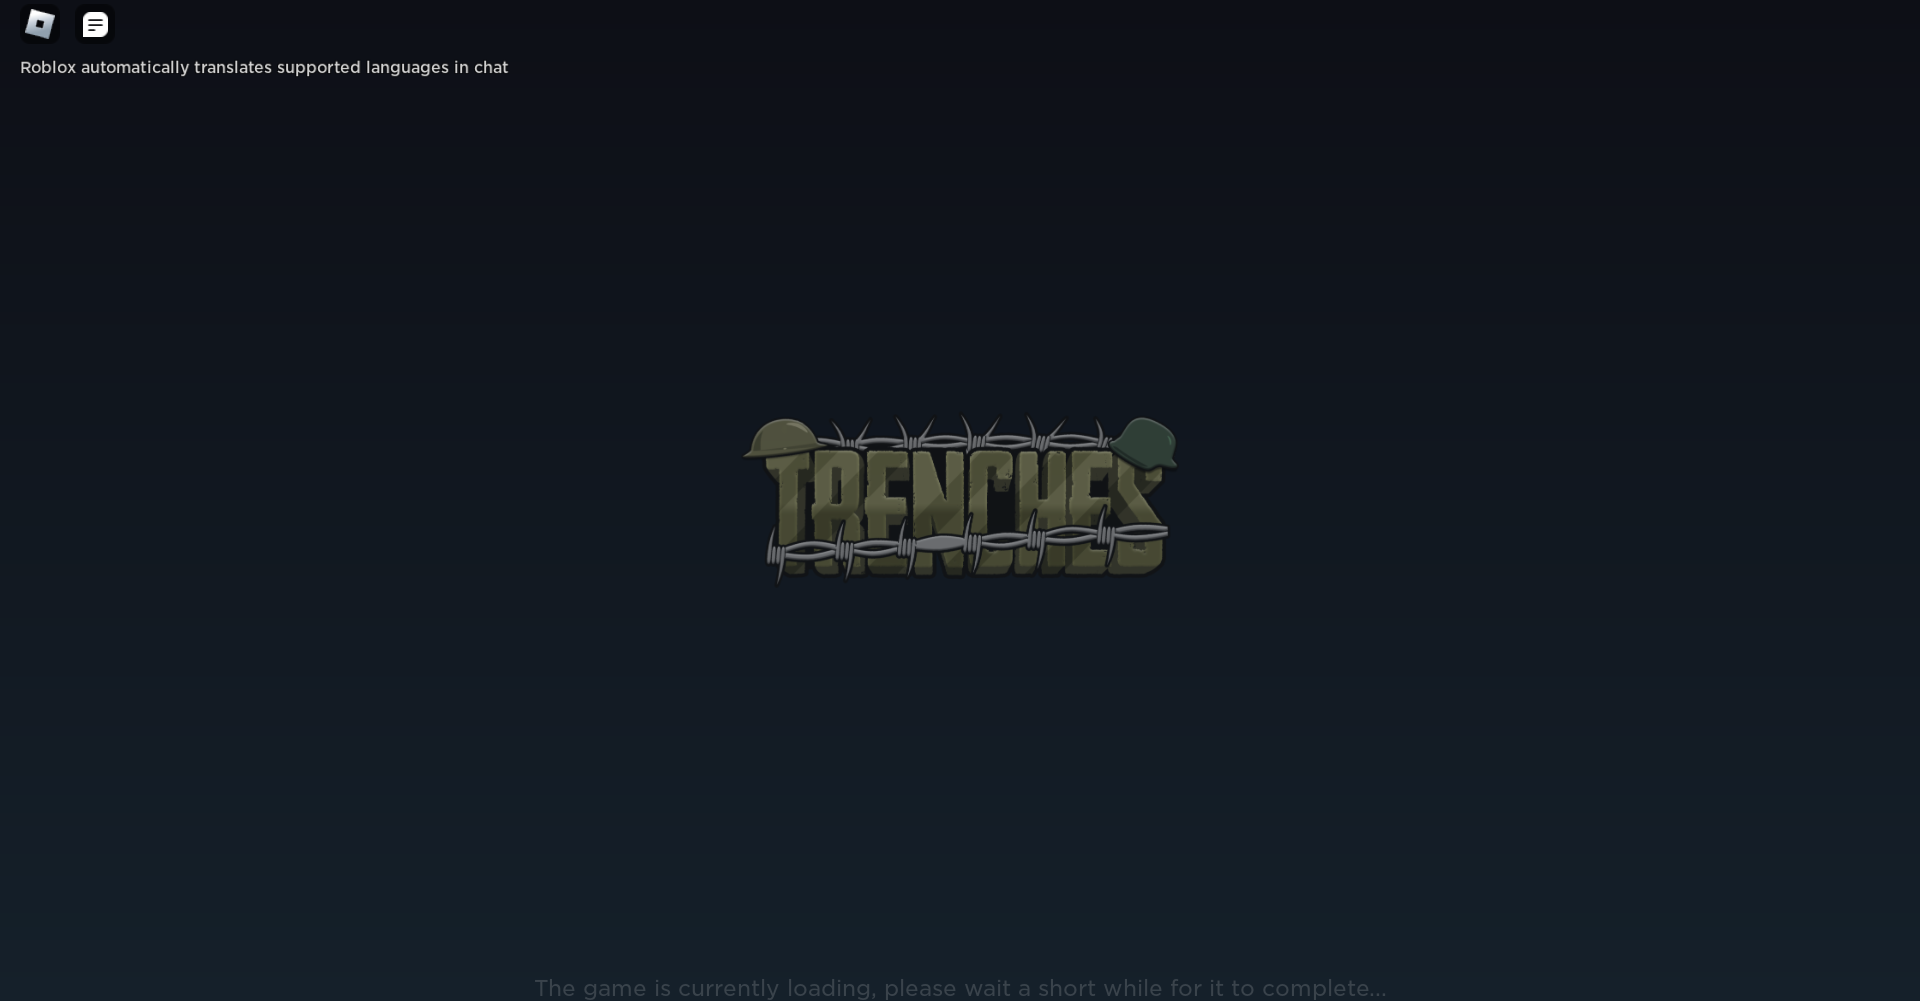 Roblox automatically translates supported languages in chat
TRENCHES
The game is currently loading, please wait a short while for it to complete...